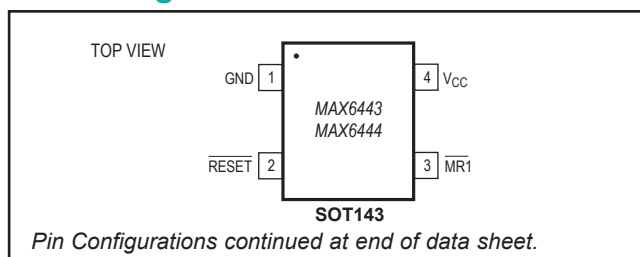 TOP VIEW
GND 1
4 VCC
MAX6443
MAX6444
RESET 2
3 MR1
SOT143
Pin Configurations continued at end of data sheet.